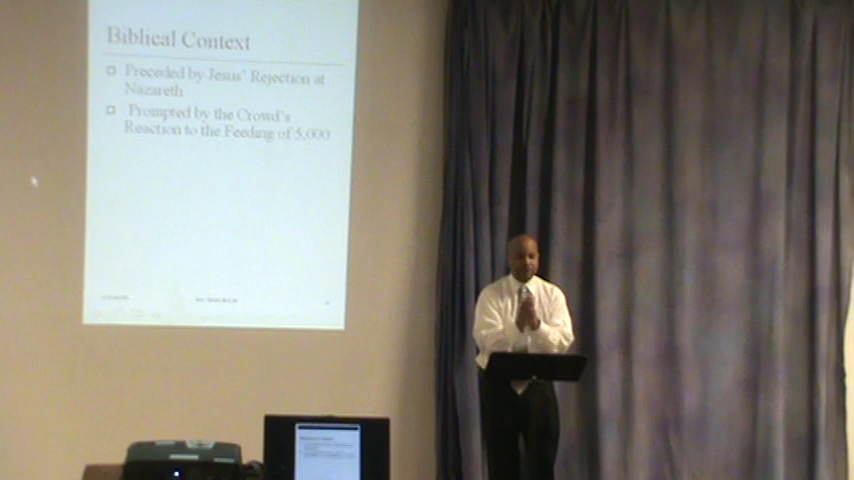 Biblical Context
Preceded by Jesus' Rejection at
Nazareth
Prompted by the Crowd's
Reaction to the Feeding of 5,000